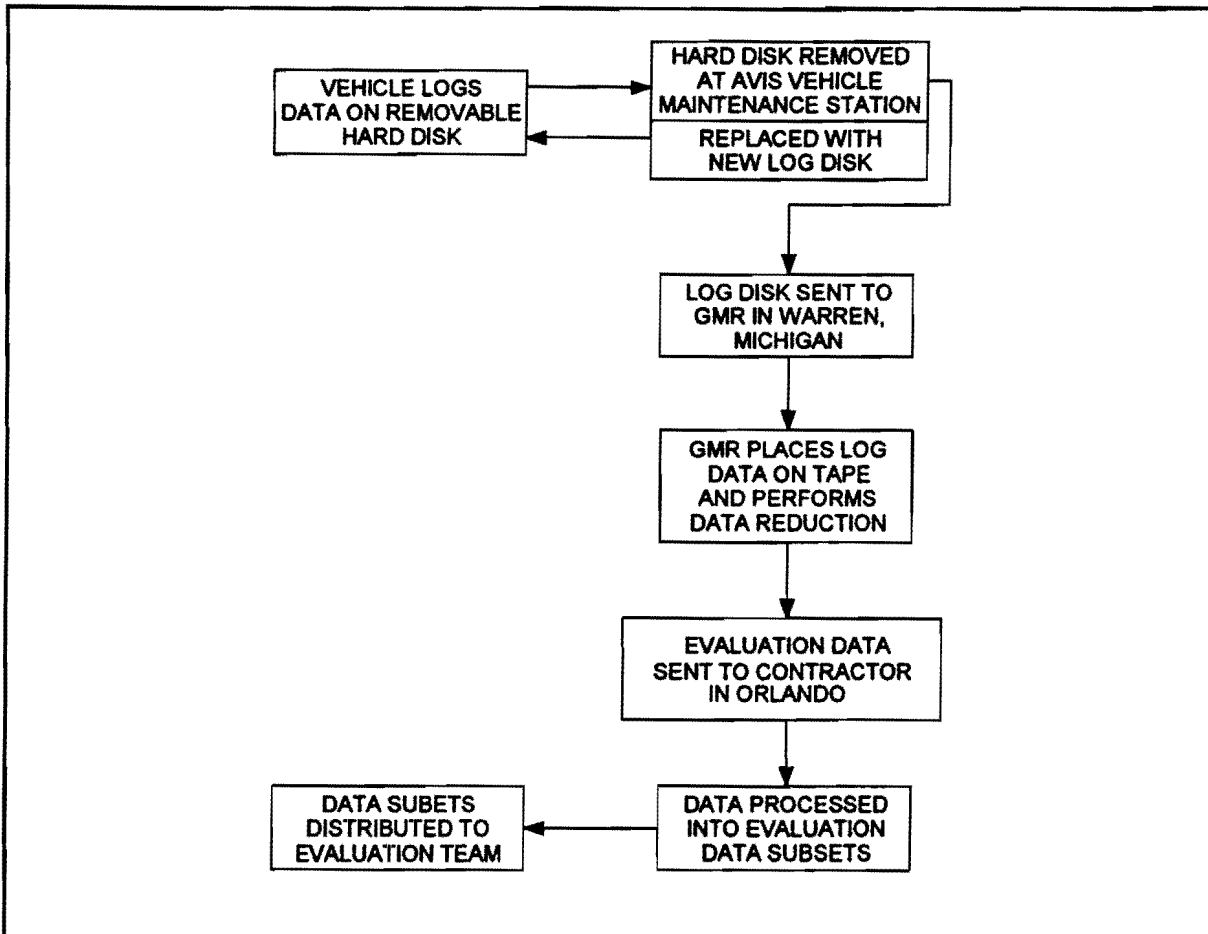 VEHICLE LOGS
DATA ON REMOVABLE
HARD DISK
HARD DISK REMOVED
AT AVIS VEHICLE
MAINTENANCE STATION
REPLACED WITH
NEW LOG DISK
LOG DISK SENT TO
GMR IN WARREN,
MICHIGAN
GMR PLACES LOG
DATA ON TAPE
AND PERFORMS
DATA REDUCTION
EVALUATION DATA
SENT TO CONTRACTOR
IN ORLANDO
DATA PROCESSED
INTO EVALUATION
DATA SUBSETS
DATA SUBETS
DISTRIBUTED TO
EVALUATION TEAM